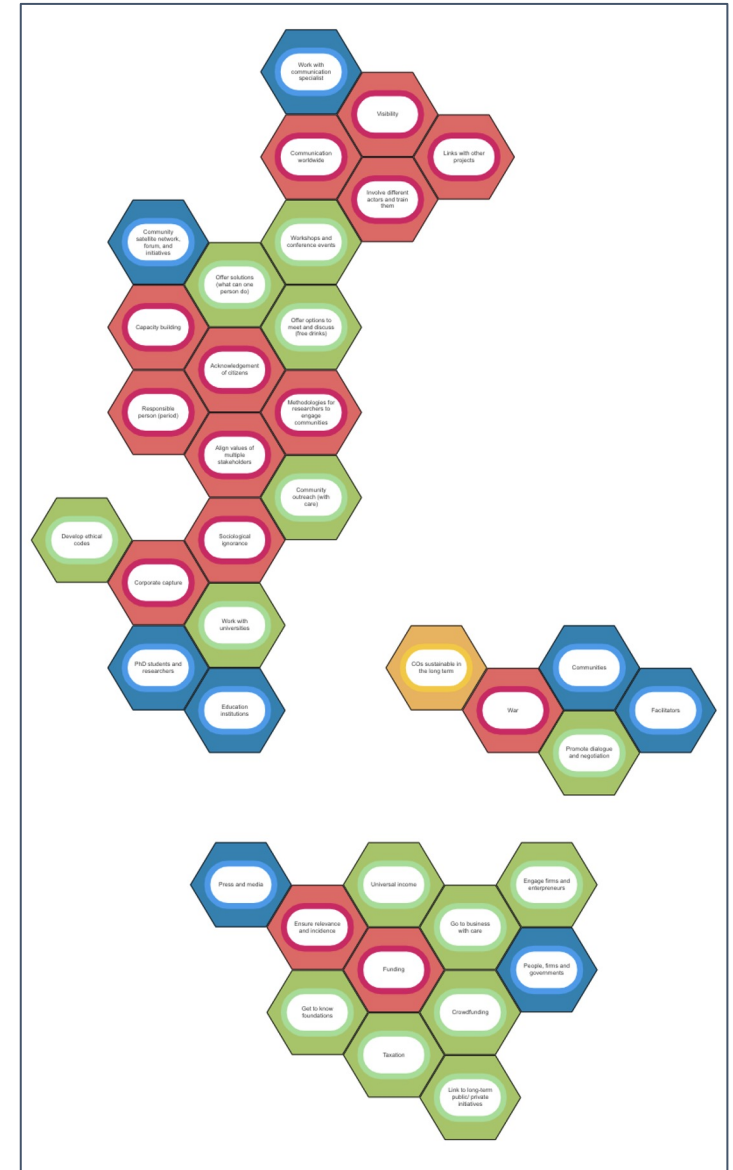 Work with
communication
specialist
Visibility
Communication
worldwide
Links with other
projects
Involve different
actors and train
them
Community
satellite network,
forum, and
initiatives
Workshops and
conference events
Offer solutions
(what can one
person do)
Capacity building
Offer options to
meet and discuss
(free drinks)
Acknowledgement
of citizens
Responsible
person (period)
Methodologies for
researchers to
engage
communities
Align values of
multiple
stakeholders
Community
outreach (with
care)
Develop ethical
codes
Sociological
ignorance
Corporate capture
Work with
universities
PhD students and
researchers
Education
institutions
COs sustainable in
the long term
Communities
War
Facilitators
Promote dialogue
and negotiation
Press and media
Universal income
Engage firms and
enterpreneurs
Ensure relevance
and incidence
Go to business
with care
Funding
People, firms and
governments
Get to know
foundations
Crowdfunding
Taxation
Link to long-term
public/ private
initiatives